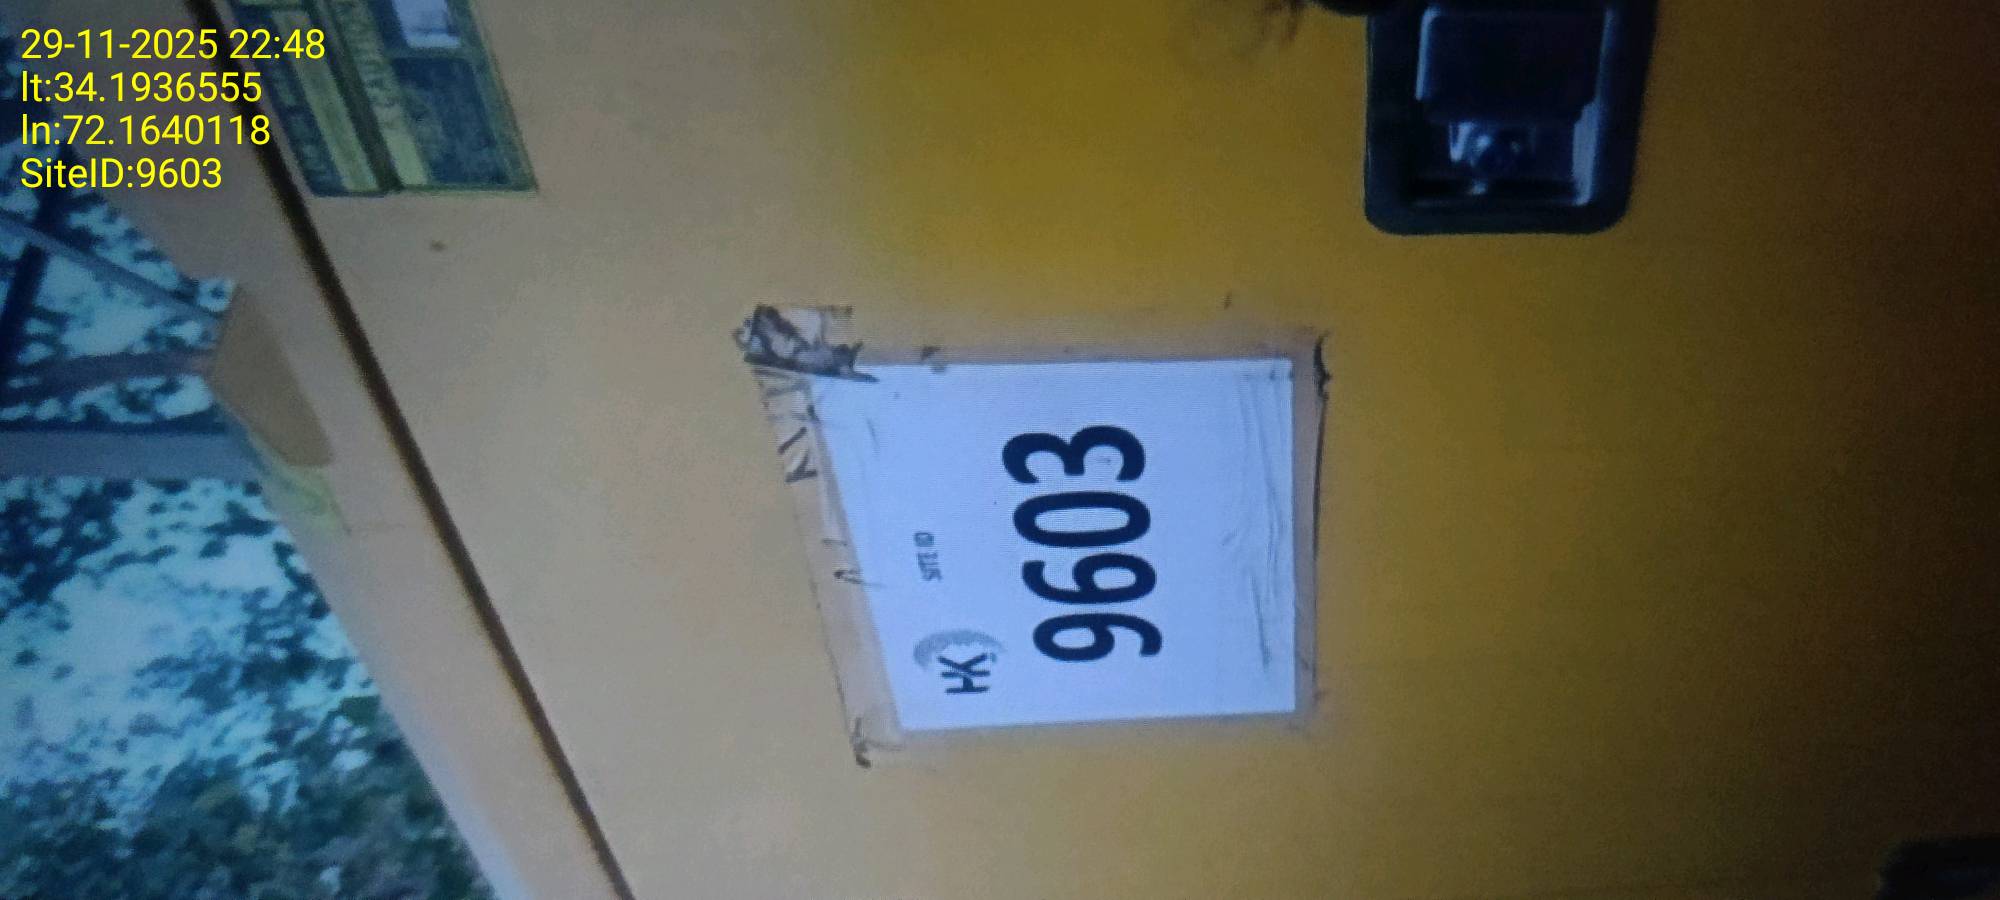 29-11-2025 22:48
lt:34.1936555
ln:72.1640118
SiteID:9603
SITE ID
HK
9603